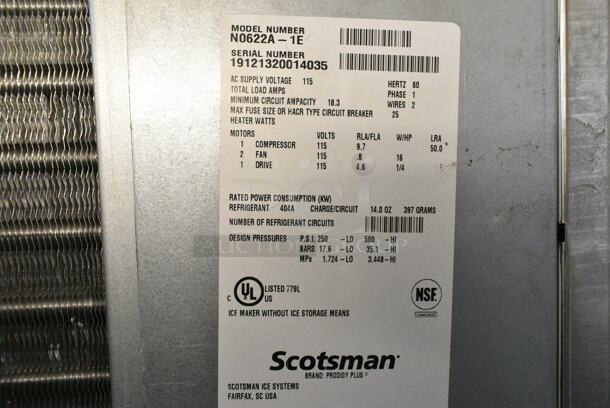 MODEL NUMBER
N0622A-1E
SERIAL NUMBER
19121320014035
AC SUPPLY VOLTAGE 115 HERTZ 60
TOTAL LOAD AMPS PHASE 1
MINIMUM CIRCUIT AMPACITY 18.3 WIRES 2
MAX FUSE SIZE OR HACR TYPE CIRCUIT BREAKER 25
HEATER WATTS
MOTORS VOLTS RLA/FLA W/HP LRA
1 COMPRESSOR 115 9.7 50.0
2 FAN 115 .8 16
1 DRIVE 115 4.6 1/4
RATED POWER CONSUMPTION (KW)
REFRIGERANT 404A CHARGE/CIRCUIT 14.0 OZ 397 GRAMS
NUMBER OF REFRIGERANT CIRCUITS
DESIGN PRESSURES P.S.I. 250 -LO 500 -HI
BARS 17.6 -LO 35.1 -HI
MPa 1.724 -LO 3.448 -HI
C UL US LISTED 779L
NSF
COMPONENT
ICE MAKER WITHOUT ICE STORAGE MEANS
Scotsman
BRAND: PRODIGY PLUS ®
SCOTSMAN ICE SYSTEMS
FAIRFAX, SC USA